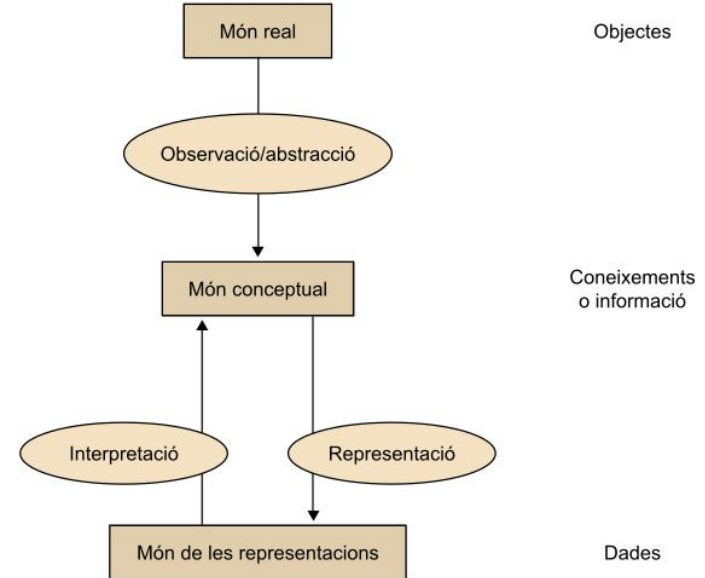 Món real
Objectes
Observació/abstracció
Món conceptual
Coneixements
o informació
Interpretació
Representació
Món de les representacions
Dades